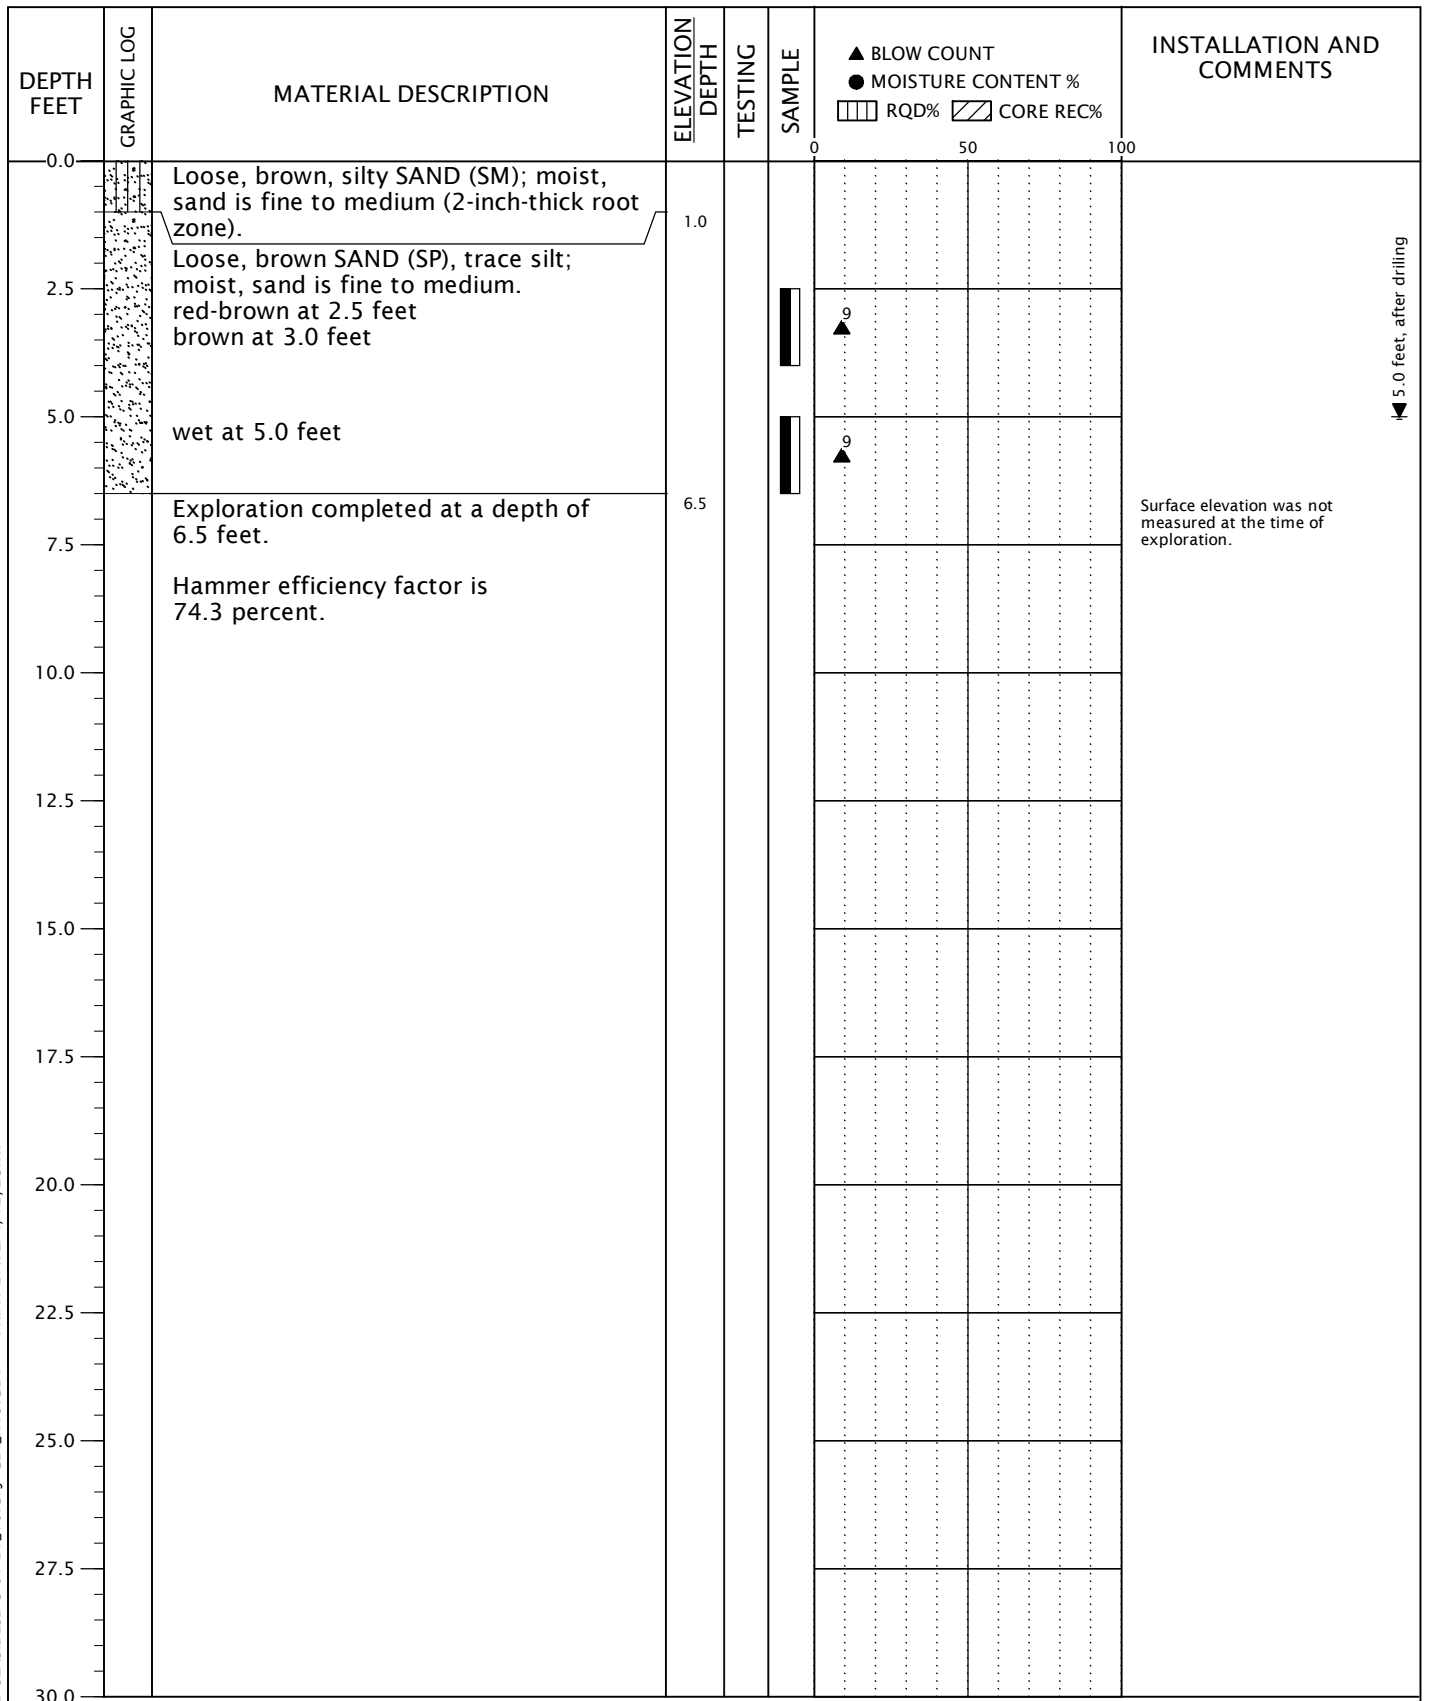 DEPTH
FEET
GRAPHIC LOG
MATERIAL DESCRIPTION
ELEVATION
DEPTH
TESTING
SAMPLE
▲ BLOW COUNT
● MOISTURE CONTENT %
RQD% CORE REC%
INSTALLATION AND
COMMENTS
0 50 100
0.0
Loose, brown, silty SAND (SM); moist,
sand is fine to medium (2-inch-thick root
zone).
1.0
Loose, brown SAND (SP), trace silt;
moist, sand is fine to medium.
red-brown at 2.5 feet
brown at 3.0 feet
2.5
9
5.0 feet, after driling
5.0
wet at 5.0 feet
9
6.5
Exploration completed at a depth of
6.5 feet.
Surface elevation was not
measured at the time of
exploration.
7.5
Hammer efficiency factor is
74.3 percent.
10.0
12.5
15.0
17.5
20.0
22.5
25.0
27.5
30.0